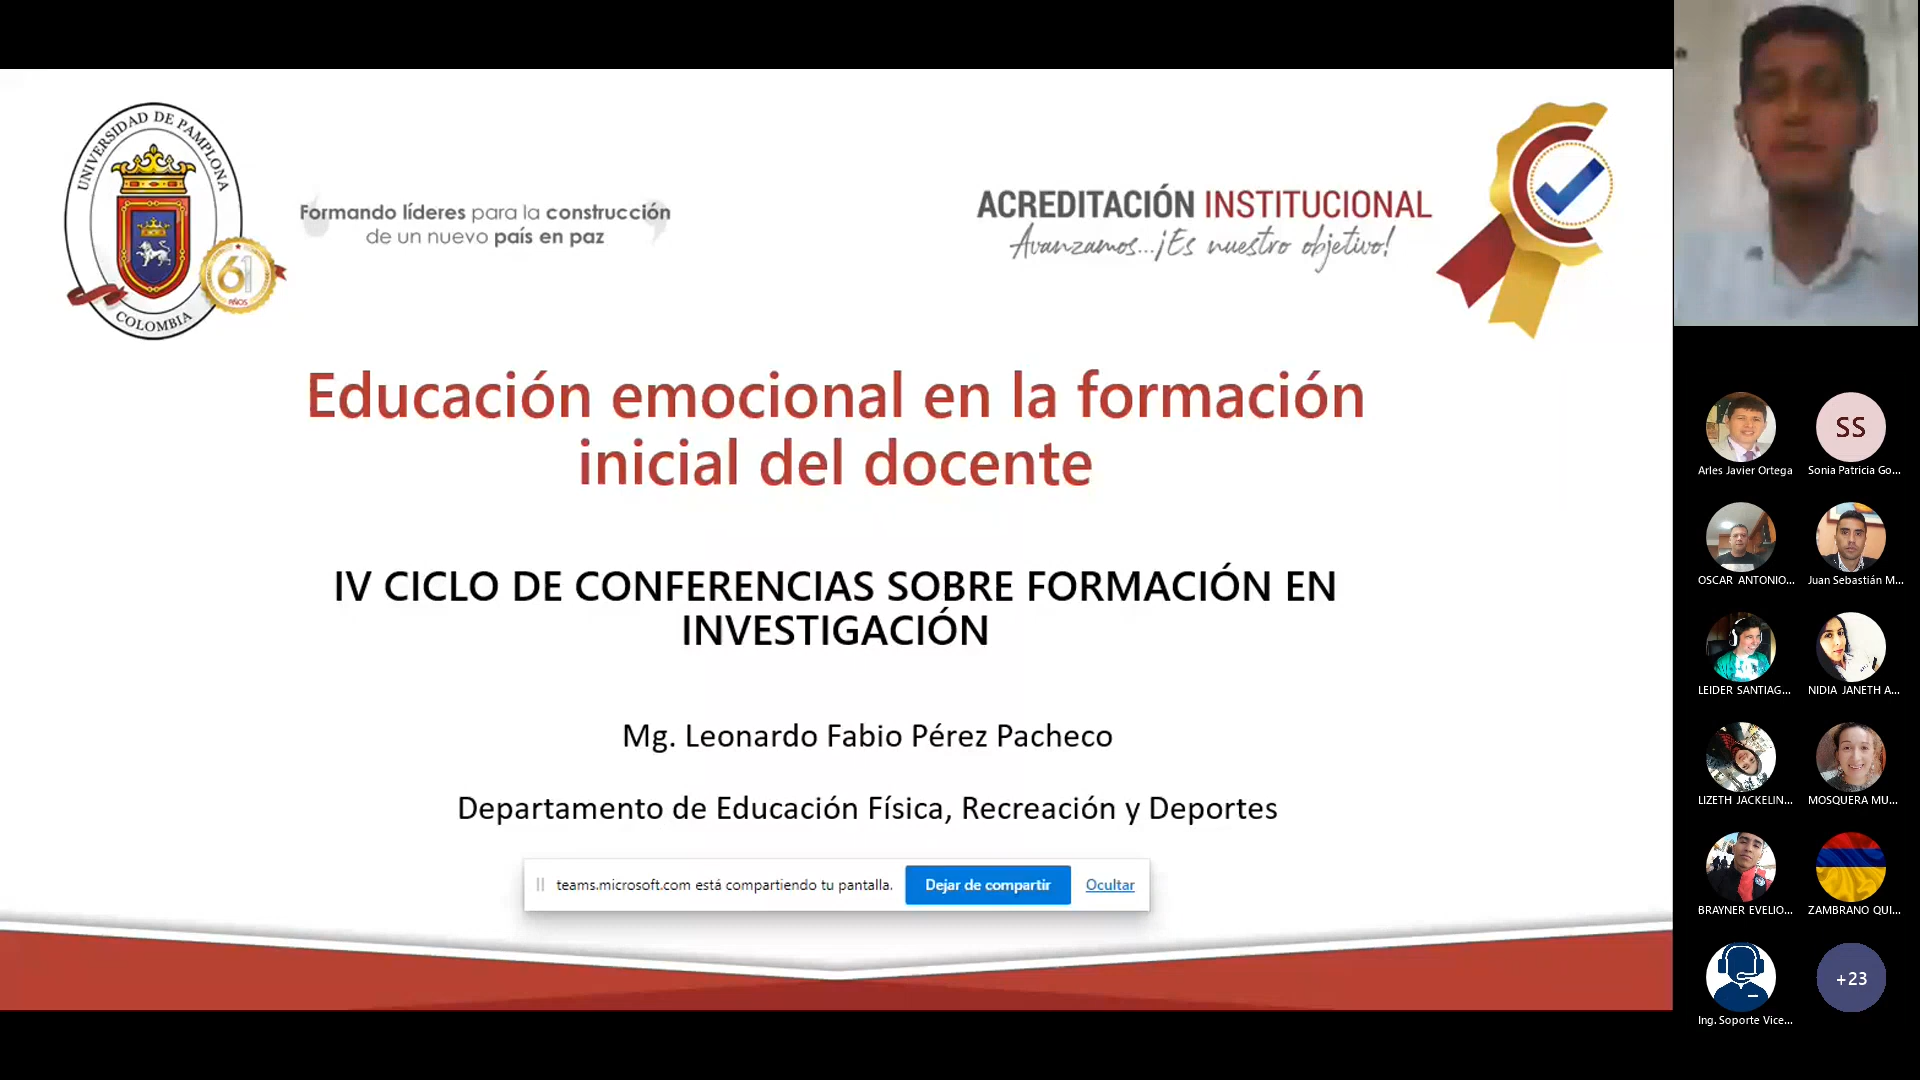 UNIVERSIDAD DE PAMPLONA
COLOMBIA
61
AÑOS
Formando líderes para la construcción
de un nuevo país en paz
ACREDITACIÓN INSTITUCIONAL
Avanzamos...¡Es nuestro objetivo!
Educación emocional en la formación
inicial del docente
IV CICLO DE CONFERENCIAS SOBRE FORMACIÓN EN
INVESTIGACIÓN
Mg. Leonardo Fabio Pérez Pacheco
Departamento de Educación Física, Recreación y Deportes
teams.microsoft.com está compartiendo tu pantalla.
Dejar de compartir
Ocultar
SS
Arles Javier Ortega
Sonia Patricia Go...
OSCAR ANTONIO...
Juan Sebastián M...
LEIDER SANTIAG...
NIDIA JANETH A...
LIZETH JACKELIN...
MOSQUERA MU...
BRAYNER EVELIO...
ZAMBRANO QUI...
+23
Ing. Soporte Vice...